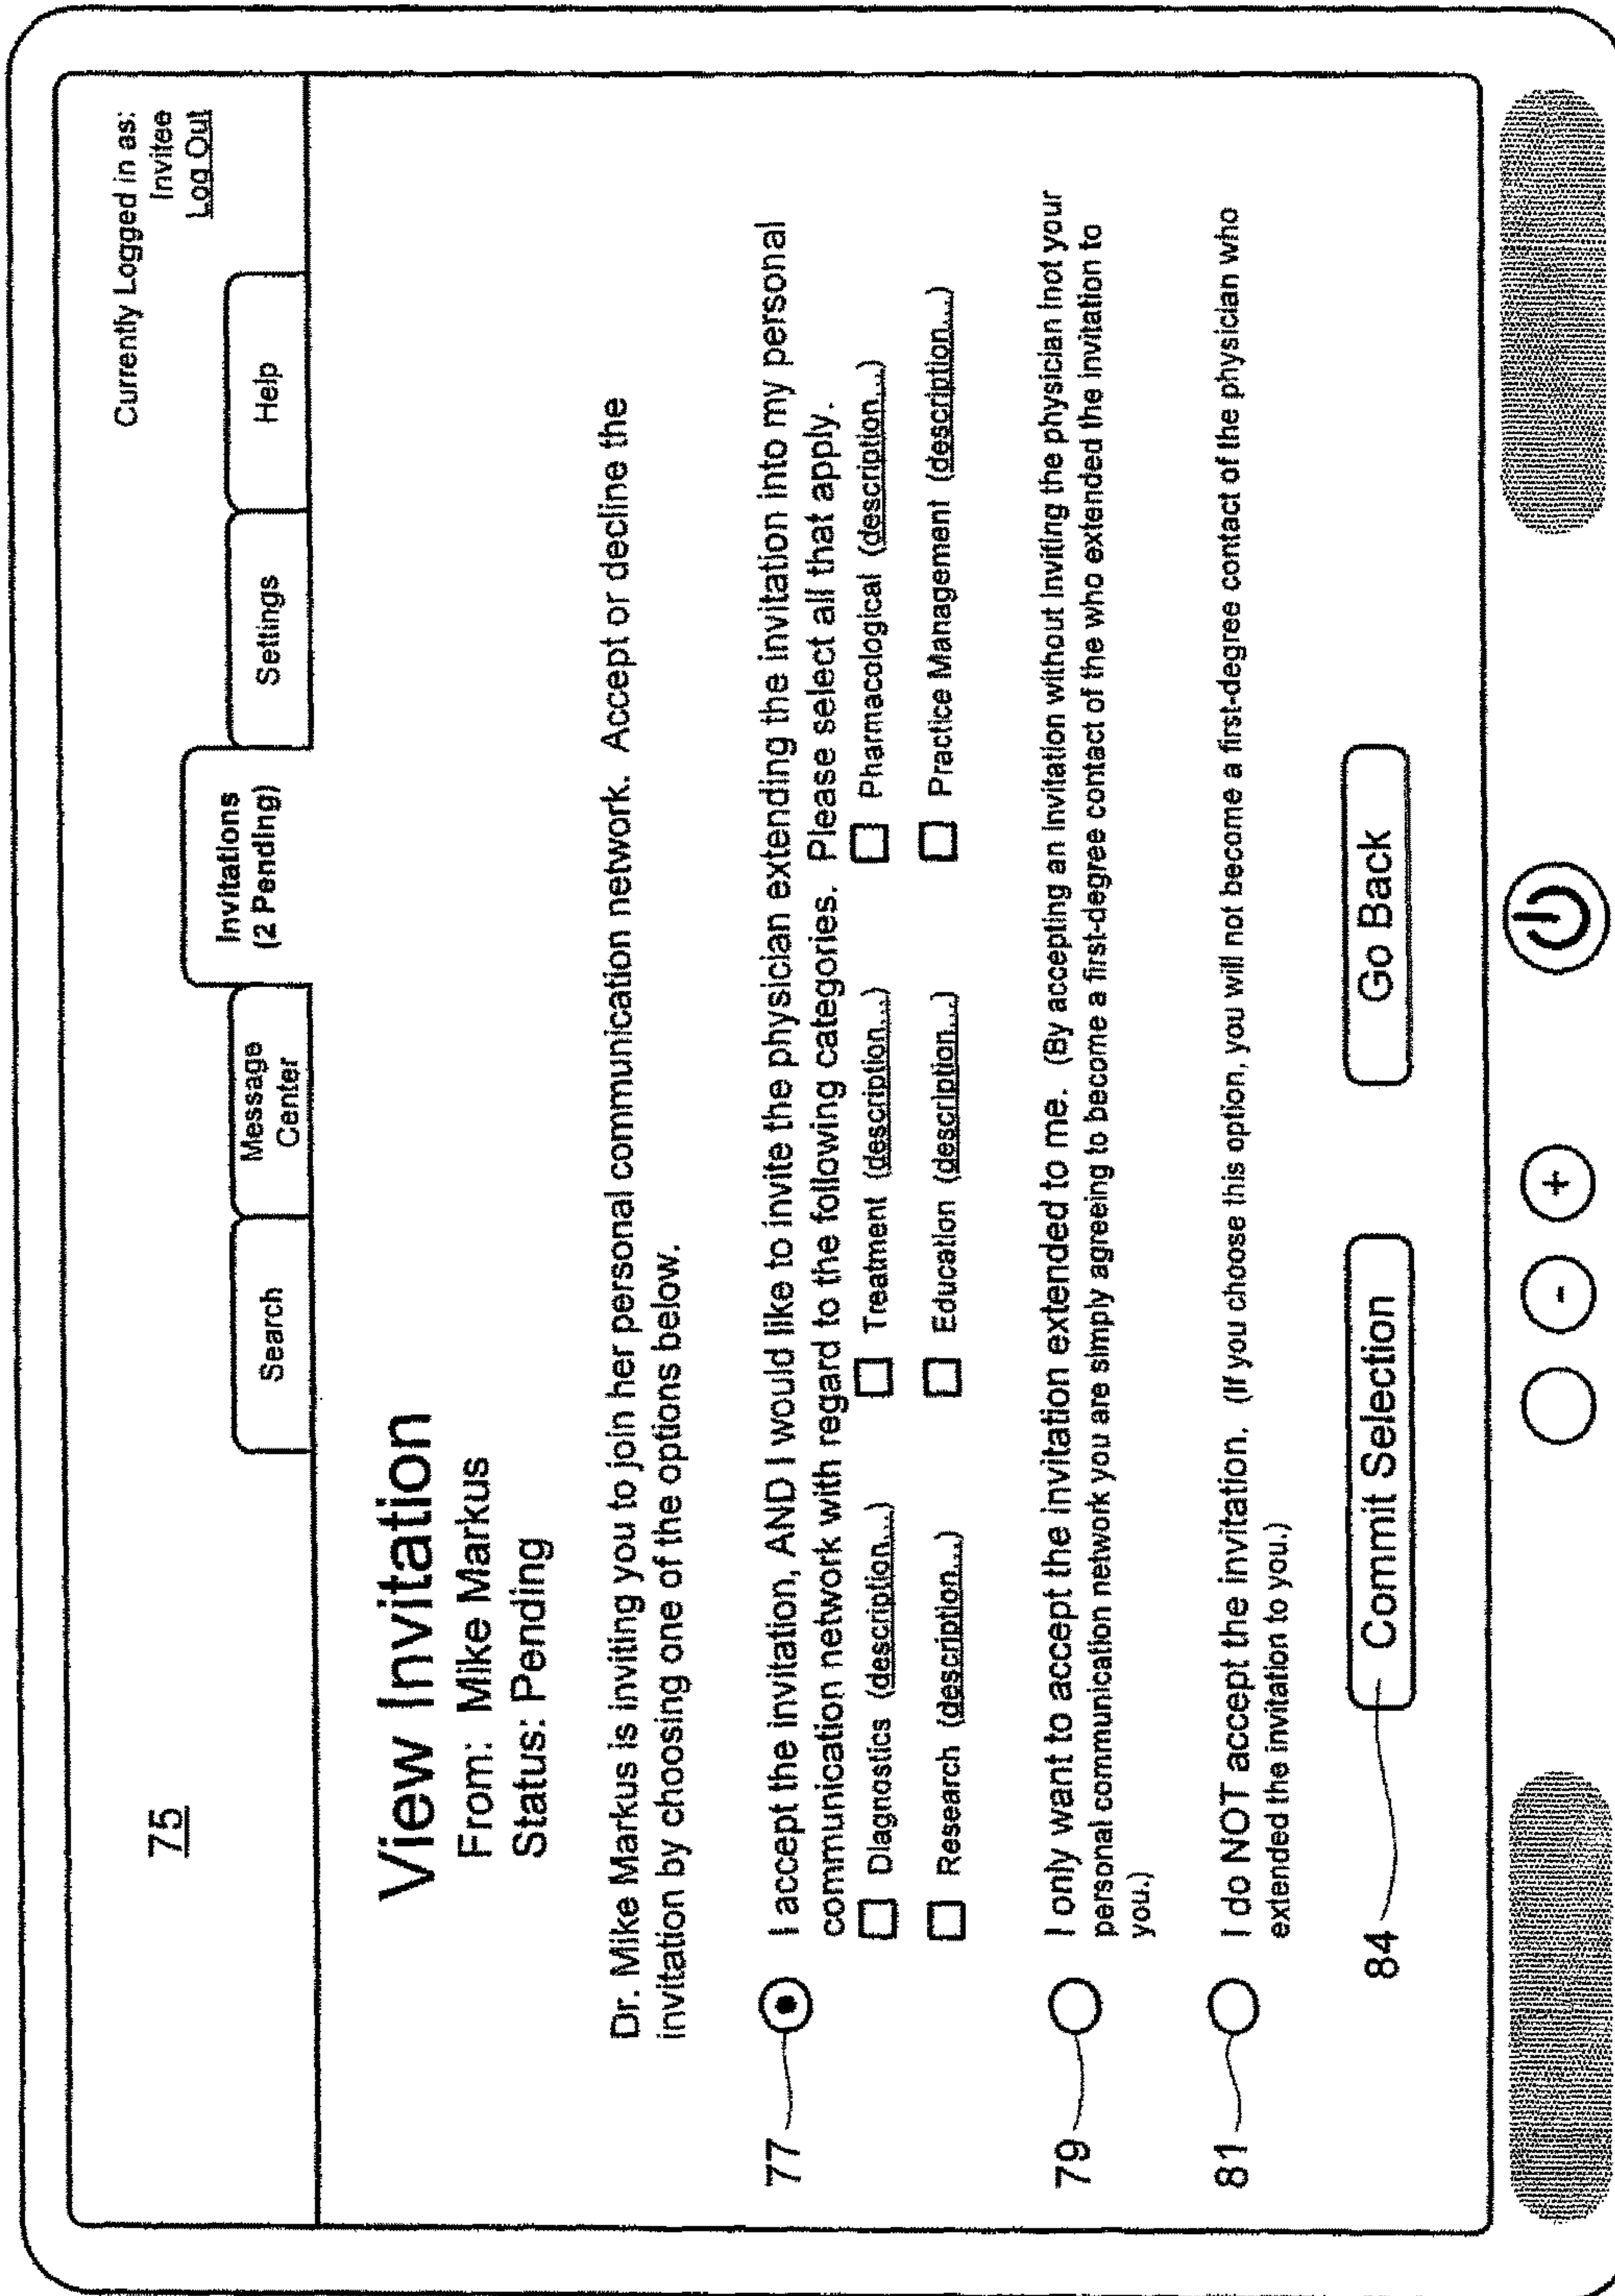 75
Currently Logged in as:
Invitee
Log Out
Search
Message
Center
Invitations
(2 Pending)
Settings
Help
View Invitation
From: Mike Markus
Status: Pending
Dr. Mike Markus is inviting you to join her personal communication network. Accept or decline the
invitation by choosing one of the options below.
77
I accept the invitation, AND I would like to invite the physician extending the invitation into my personal
communication network with regard to the following categories. Please select all that apply.
Diagnostics (description...) Treatment (description...) Pharmacological (description...)
Research (description...) Education (description...) Practice Management (description...)
79
I only want to accept the invitation extended to me. (By accepting an invitation without inviting the physician inot your
personal communication network you are simply agreeing to become a first-degree contact of the who extended the invitation to
you.)
81
I do NOT accept the invitation. (If you choose this option, you will not become a first-degree contact of the physician who
extended the invitation to you.)
84
Commit Selection
Go Back
- +